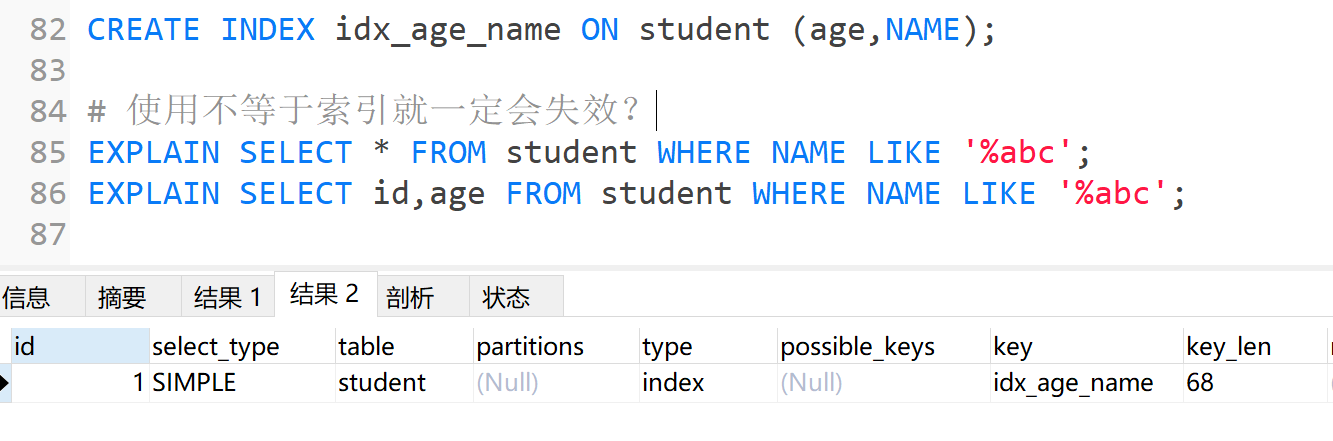 82 CREATE INDEX idx_age_name ON student (age,NAME);
83
84 # 使用不等于索引就一定会失效？
85 EXPLAIN SELECT * FROM student WHERE NAME LIKE '%abc';
86 EXPLAIN SELECT id,age FROM student WHERE NAME LIKE '%abc';
87
信息 摘要 结果 1 结果 2 剖析 状态
id select_type table partitions type possible_keys key key_len
1 SIMPLE student (Null) index (Null) idx_age_name 68